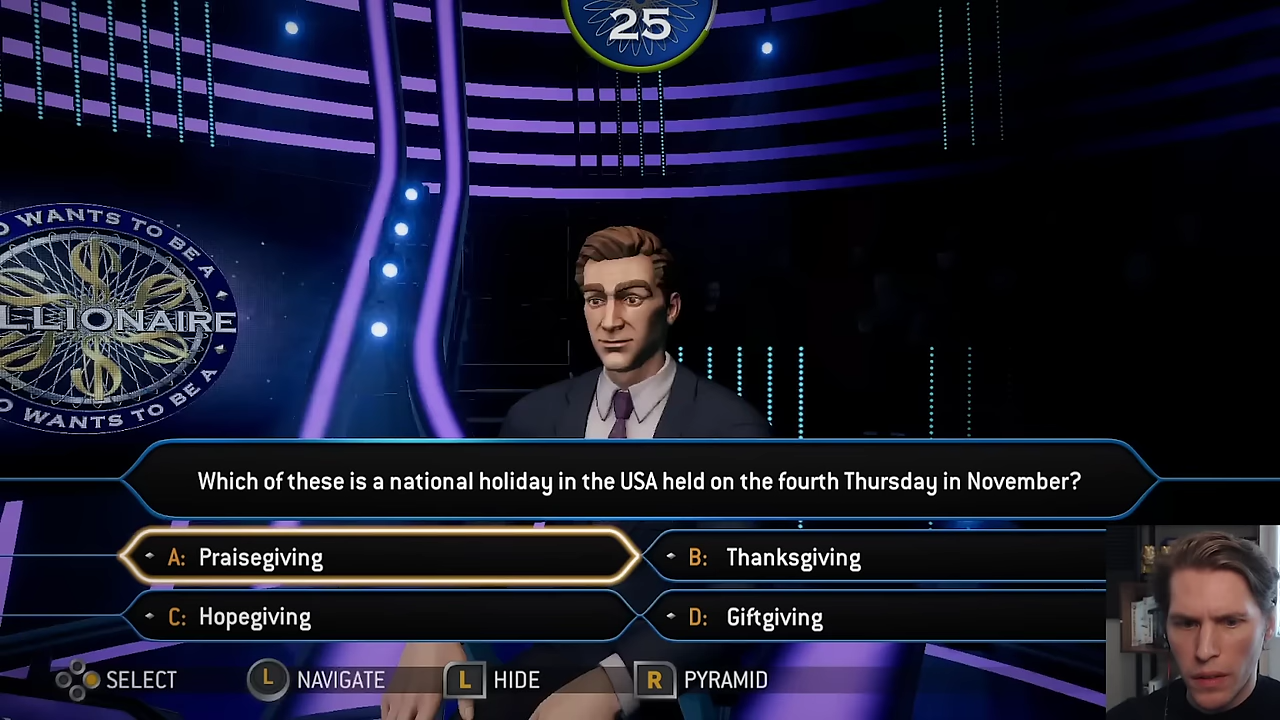 25
O WANTS TO BE A
LLIONAIRE
O WANTS TO BE A
Which of these is a national holiday in the USA held on the fourth Thursday in November?
A: Praisegiving
B: Thanksgiving
C: Hopegiving
D: Giftgiving
SELECT
L NAVIGATE
L HIDE
R PYRAMID